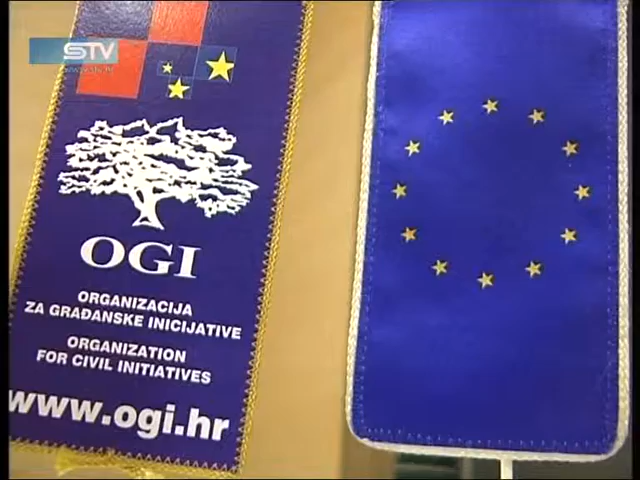 STV
OGI
ORGANIZACIJA
ZA GRAĐANSKE INICIJATIVE
ORGANIZATION
FOR CIVIL INITIATIVES
www.ogi.hr